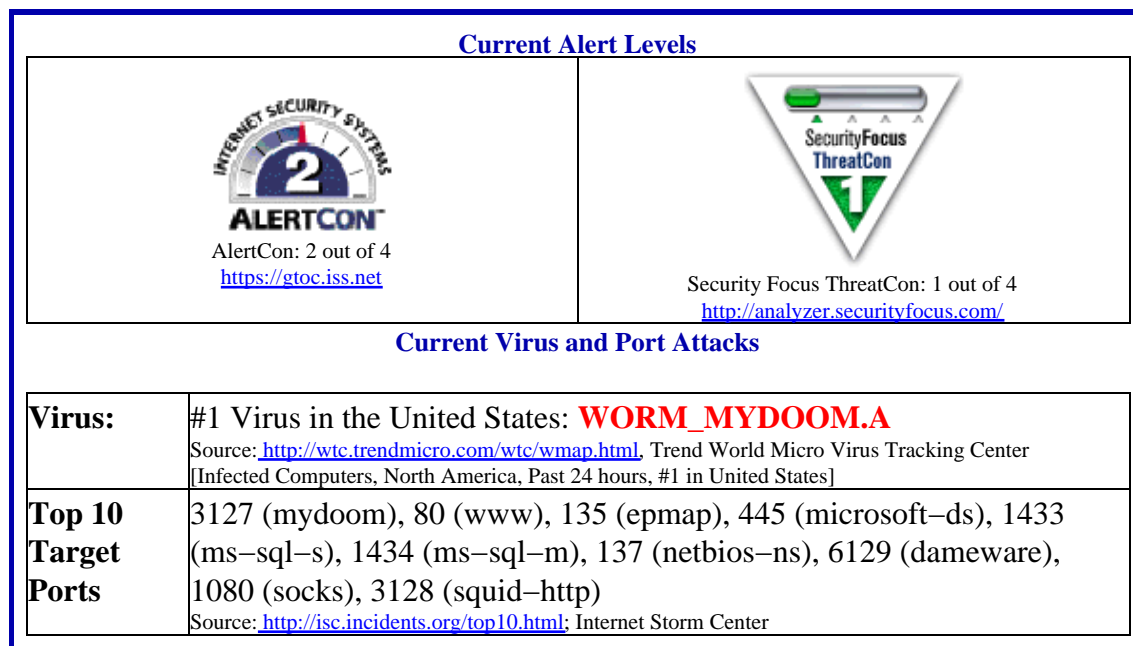 Current Alert Levels
INTERNET SECURITY SYSTEMS
2
ALERTCON™
AlertCon: 2 out of 4
https://gtoc.iss.net
SecurityFocus
ThreatCon
1
Security Focus ThreatCon: 1 out of 4
http://analyzer.securityfocus.com/
Current Virus and Port Attacks
Virus:
#1 Virus in the United States: WORM_MYDOOM.A
Source: http://wtc.trendmicro.com/wtc/wmap.html, Trend World Micro Virus Tracking Center
[Infected Computers, North America, Past 24 hours, #1 in United States]
Top 10
Target
Ports
3127 (mydoom), 80 (www), 135 (epmap), 445 (microsoft−ds), 1433
(ms−sql−s), 1434 (ms−sql−m), 137 (netbios−ns), 6129 (dameware),
1080 (socks), 3128 (squid−http)
Source: http://isc.incidents.org/top10.html; Internet Storm Center